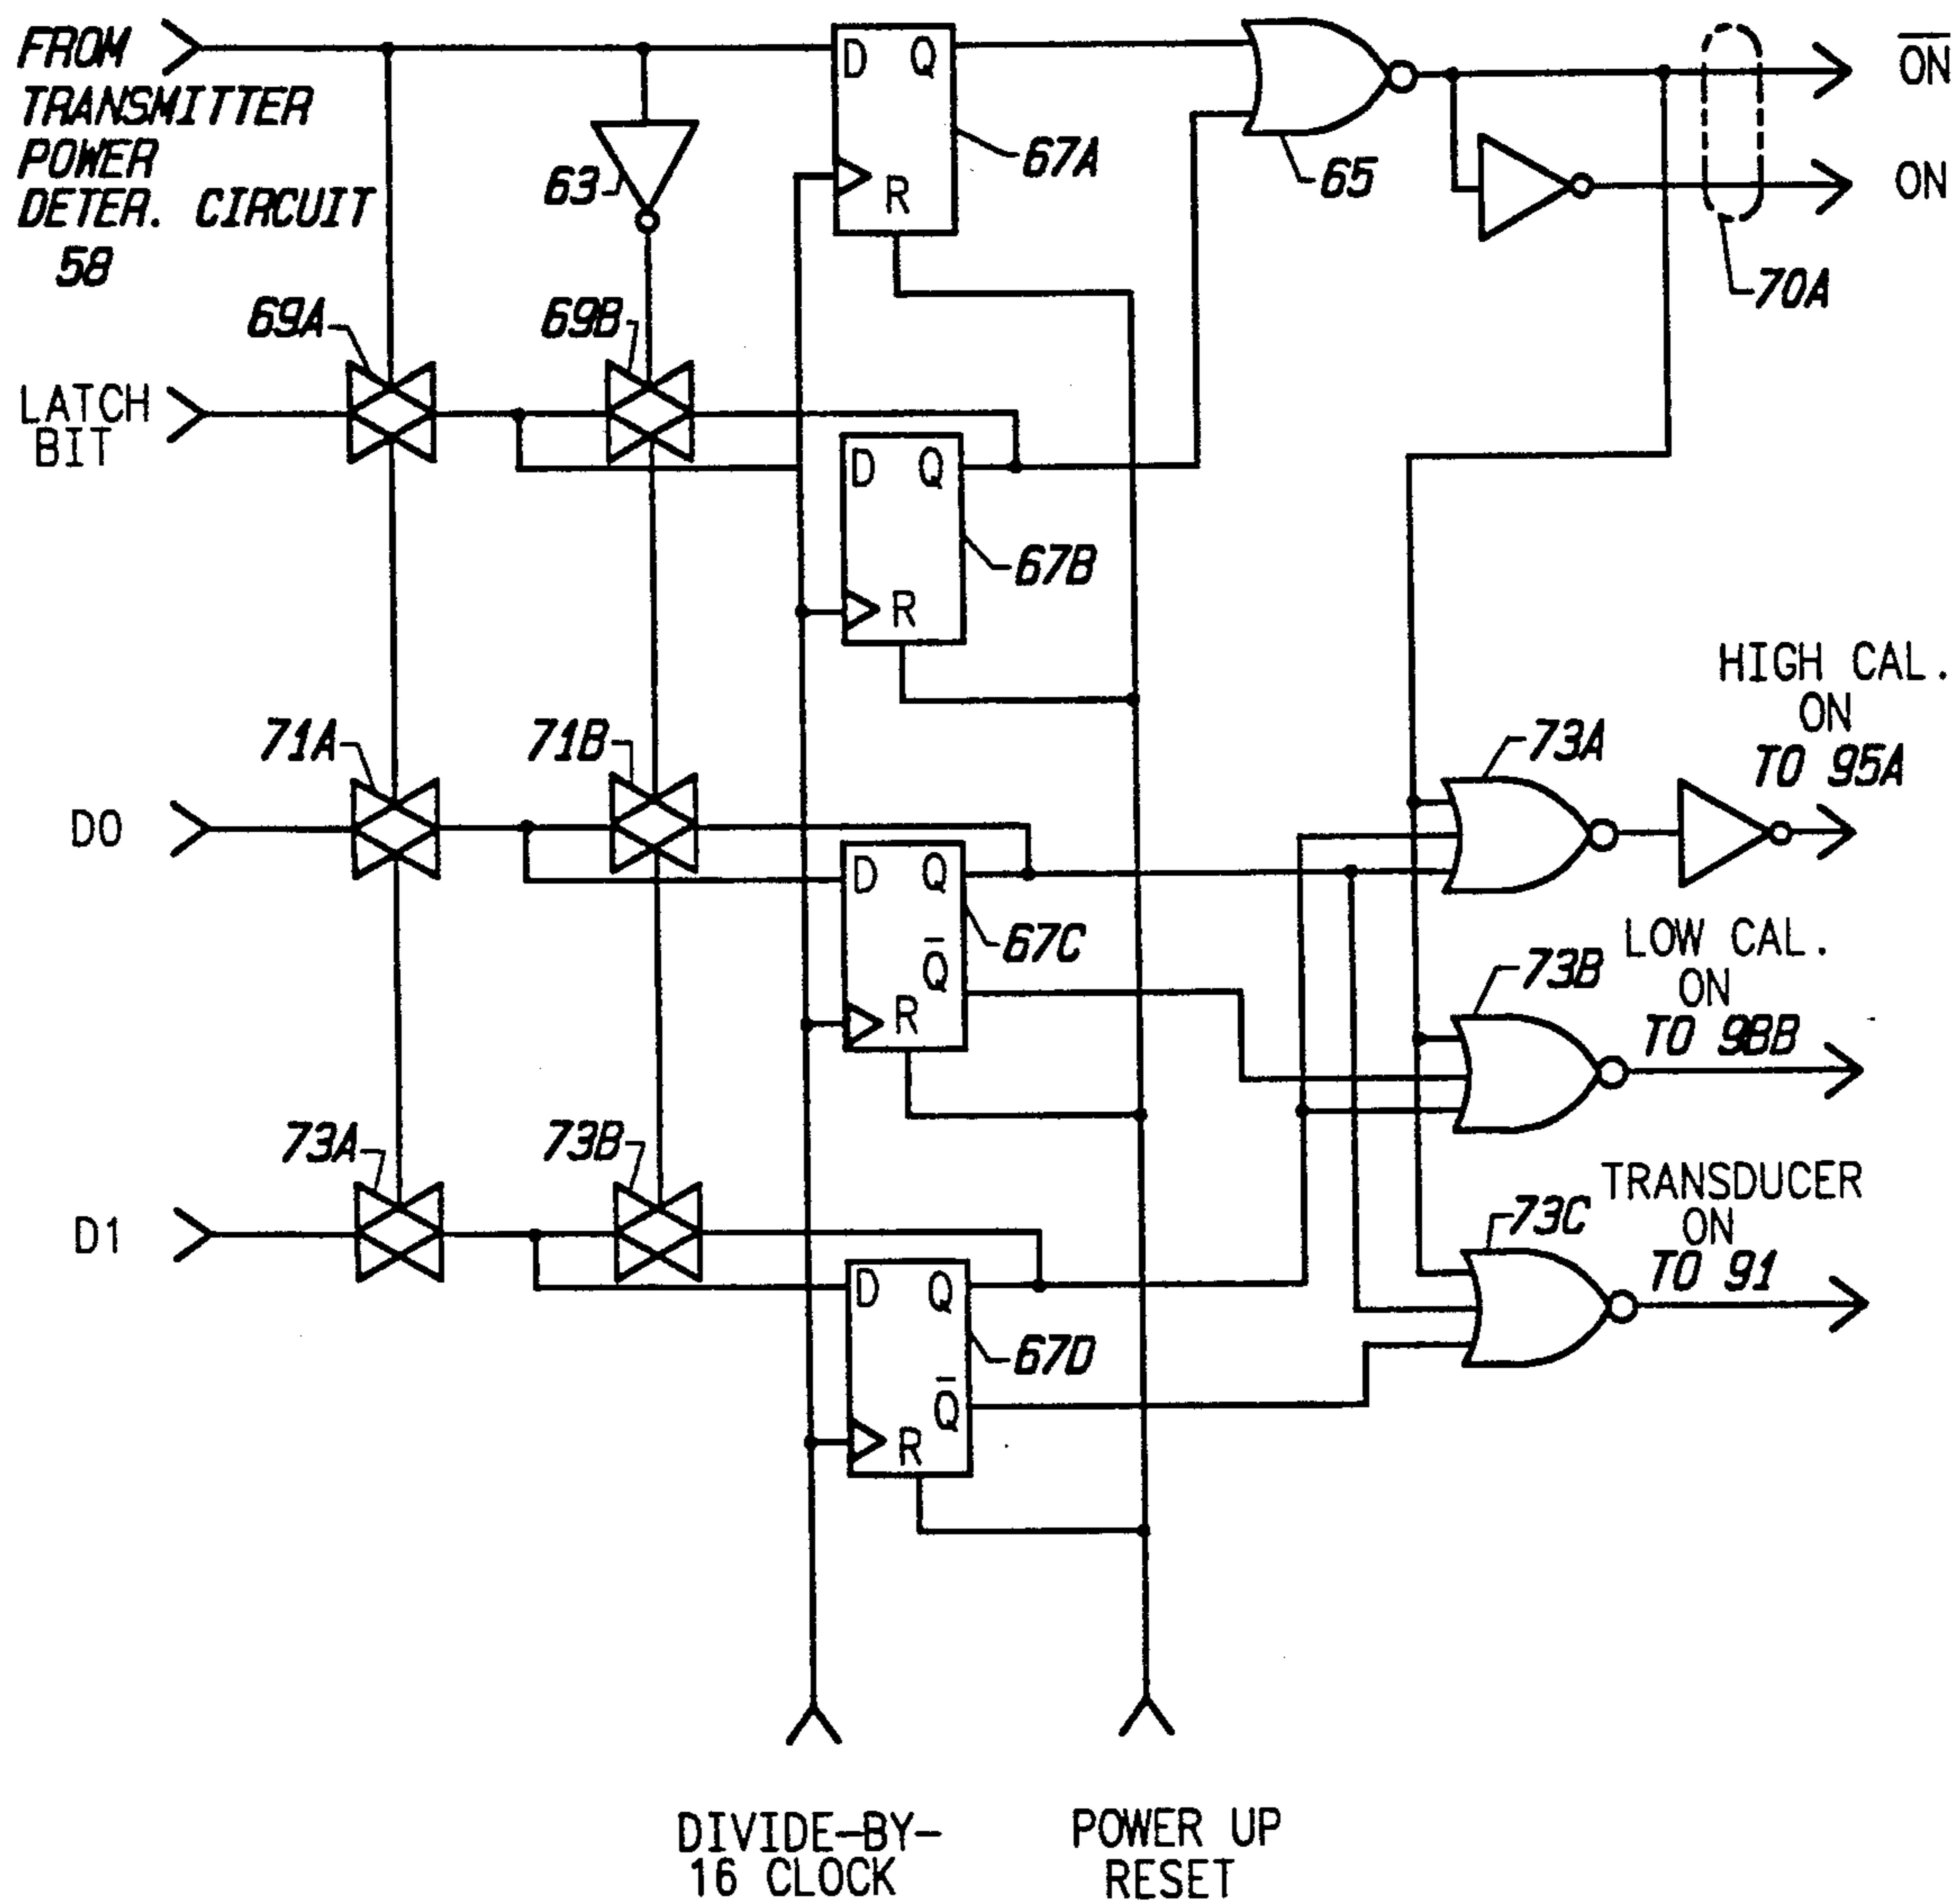 FROM
TRANSMITTER
POWER
DETER. CIRCUIT
58
D Q
R
67A
65
O̅N̅
ON
70A
63
69A
69B
LATCH
BIT
D Q
R
67B
HIGH CAL.
ON
TO 95A
71A
71B
73A
D0
D Q
Q̅
R
67C
LOW CAL.
ON
TO 98B
73B
73A
73B
D1
TRANSDUCER
ON
TO 91
73C
D Q
Q̅
R
67D
DIVIDE-BY-
16 CLOCK
POWER UP
RESET